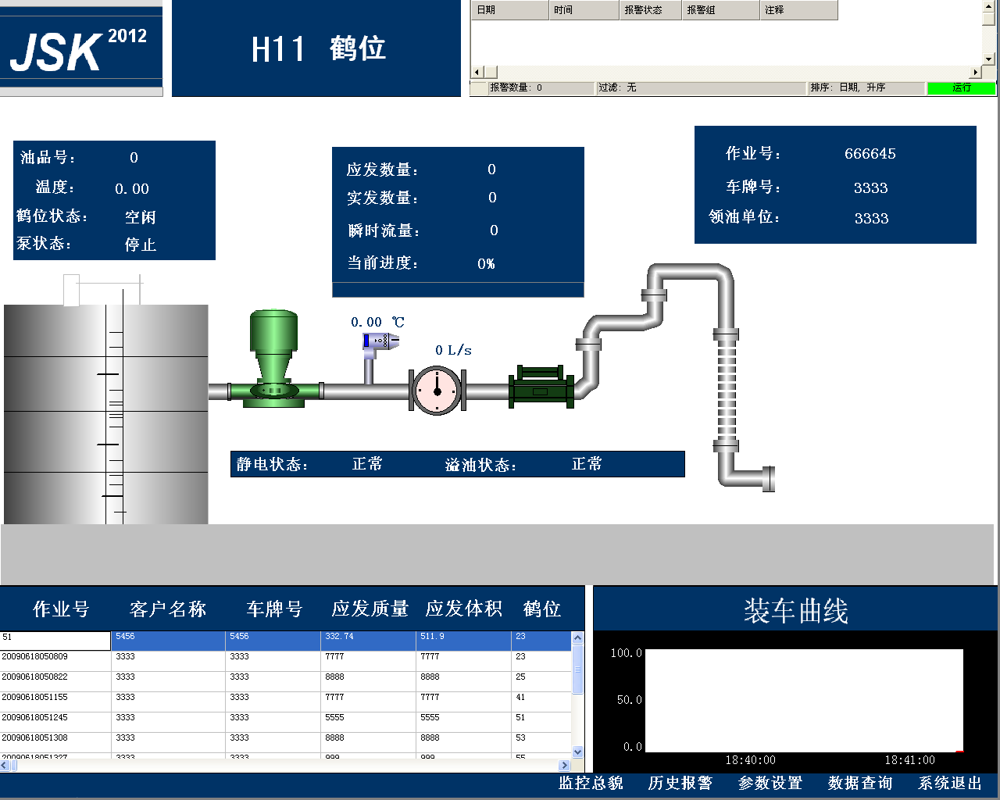 JSK 2012
H11 鹤位
日期 时间 报警状态 报警组 注释
报警数量: 0 过滤: 无 排序: 日期, 升序 运行
油品号: 0
温度: 0.00
鹤位状态: 空闲
泵状态: 停止
应发数量: 0
实发数量: 0
瞬时流量: 0
当前进度: 0%
作业号: 666645
车牌号: 3333
领油单位: 3333
0.00 ℃
0 L/s
静电状态: 正常 溢油状态: 正常
作业号 客户名称 车牌号 应发质量 应发体积 鹤位
51 5456 5456 332.74 511.9 23
20090618050809 3333 3333 7777 7777 23
20090618050822 3333 3333 8888 8888 25
20090618051155 3333 3333 7777 7777 41
20090618051245 3333 3333 5555 5555 51
20090618051308 3333 3333 8888 8888 53
20090618051327 3333 3333 999 999 55
装车曲线
100.0
50.0
0.0
18:40:00 18:41:00
监控总貌 历史报警 参数设置 数据查询 系统退出